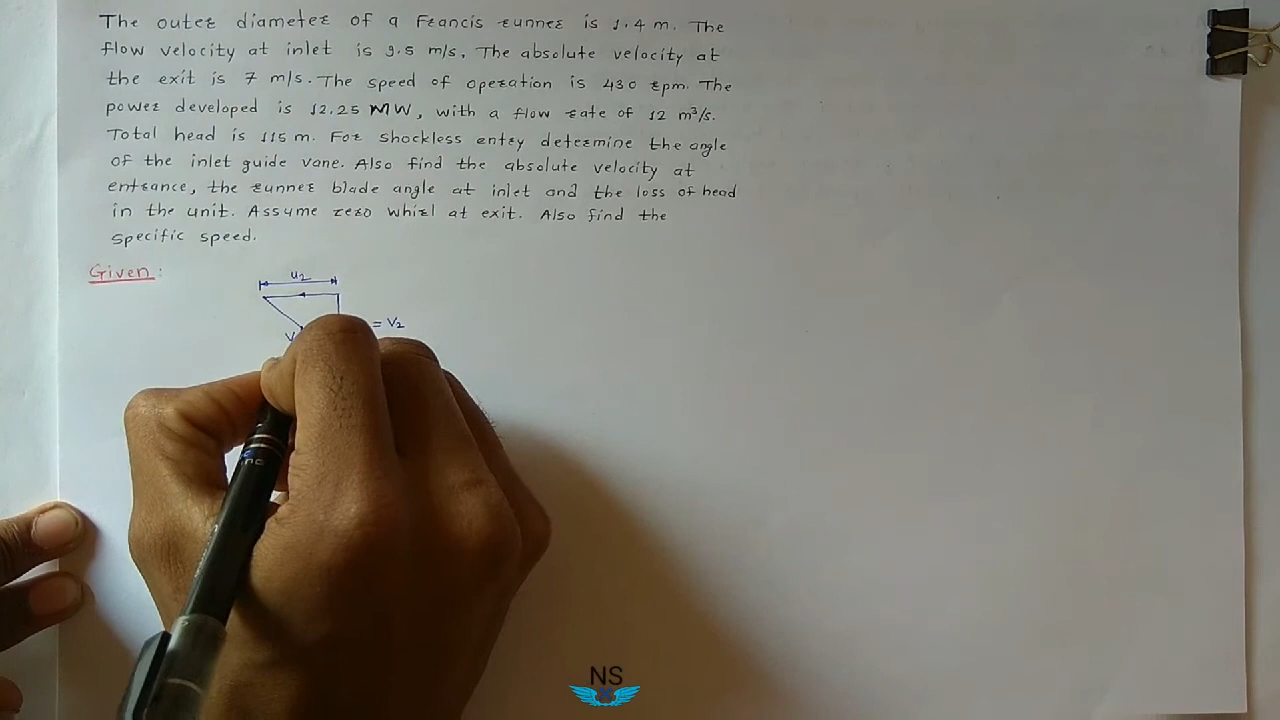 The outer diameter of a Francis runner is 1.4 m. The
flow velocity at inlet is 9.5 m/s. The absolute velocity at
the exit is 7 m/s. The speed of operation is 430 rpm. The
power developed is 12.25 MW, with a flow rate of 12 m³/s.
Total head is 115 m. For shockless entry determine the angle
of the inlet guide vane. Also find the absolute velocity at
entrance, the runner blade angle at inlet and the loss of head
in the unit. Assume zero whirl at exit. Also find the
specific speed.
Given:
u₂
= V₂
NS